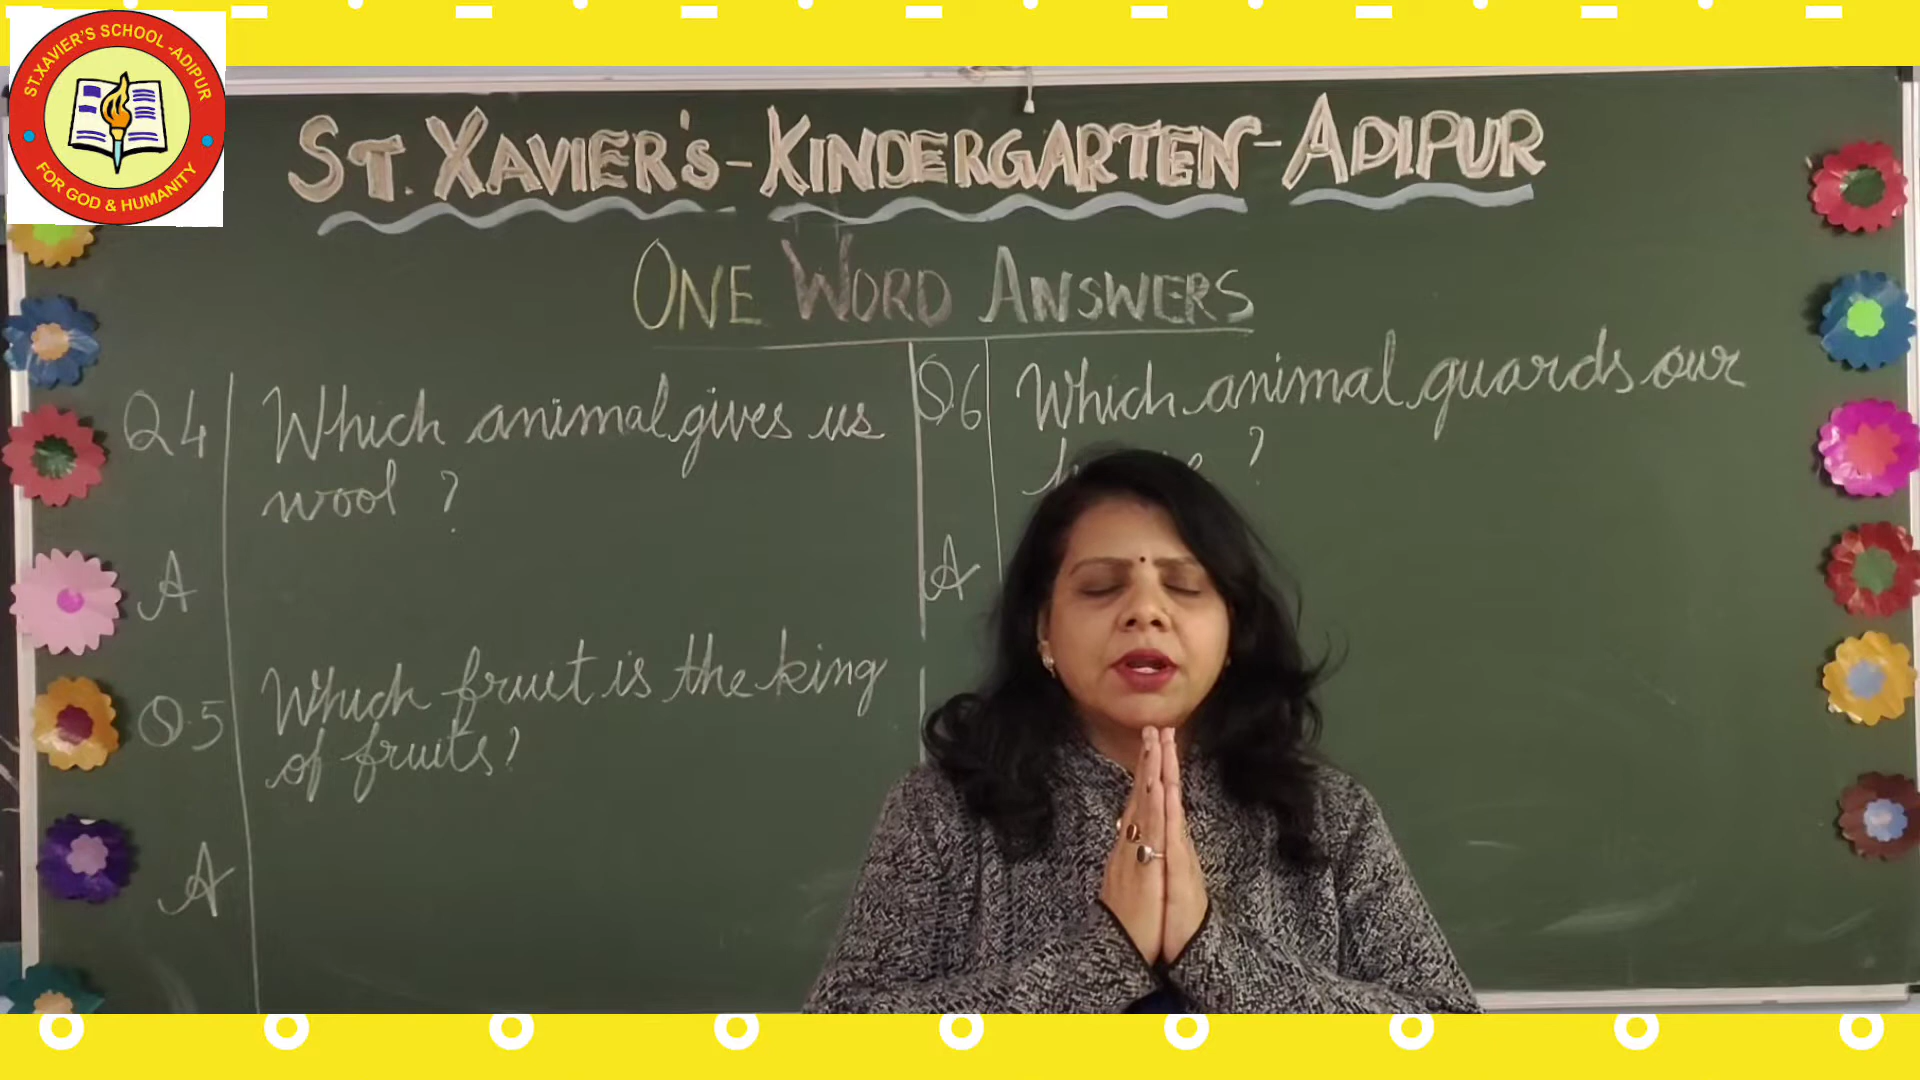 ST.XAVIER'S SCHOOL -ADIPUR
FOR GOD & HUMANITY
ST. XAVIER'S - KINDERGARTEN - ADIPUR
ONE WORD ANSWERS
Q4 Which animal gives us
wool ?
A
Q.5 Which fruit is the king
of fruits?
A
Q.6 Which animal guards our
?
A